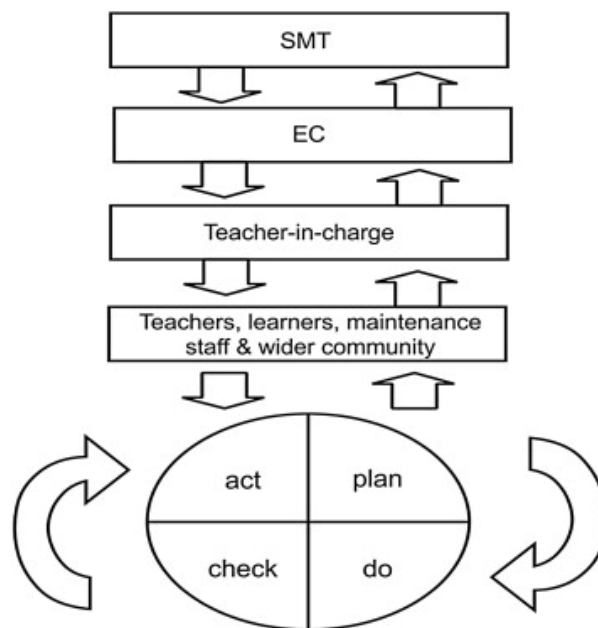 SMT
EC
Teacher-in-charge
Teachers, learners, maintenance
staff & wider community
act
plan
check
do